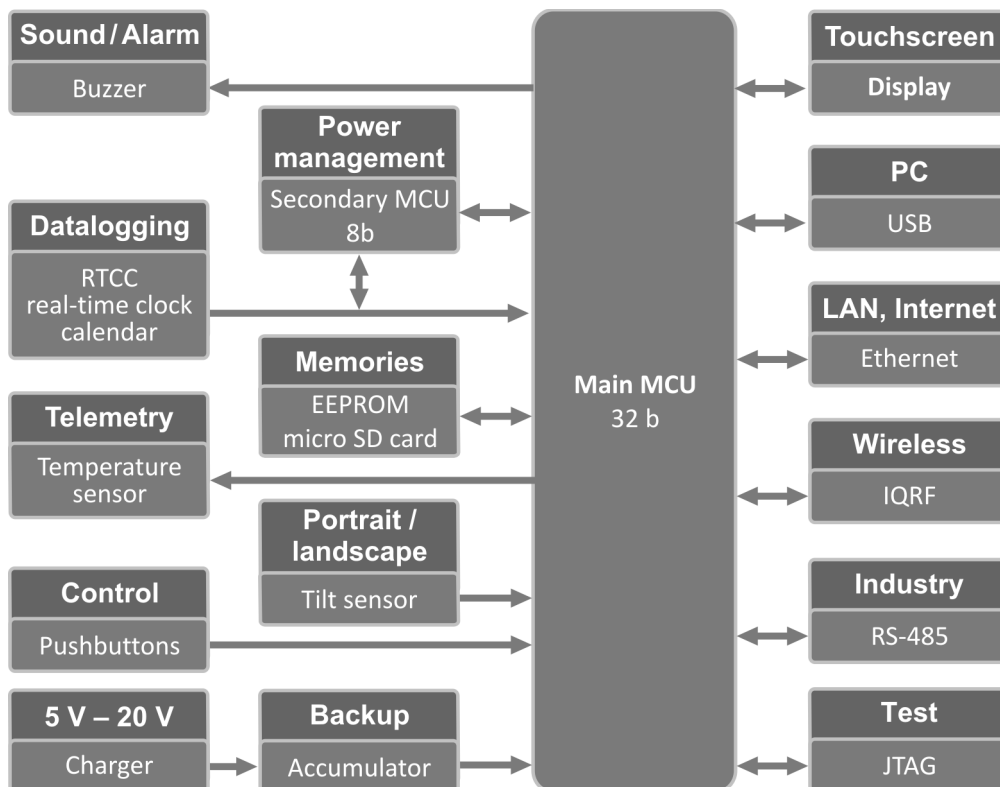 Sound / Alarm
Buzzer
Power
management
Secondary MCU
8b
Datalogging
RTCC
real-time clock
calendar
Memories
EEPROM
micro SD card
Telemetry
Temperature
sensor
Portrait /
landscape
Tilt sensor
Control
Pushbuttons
5 V – 20 V
Charger
Backup
Accumulator
Main MCU
32 b
Touchscreen
Display
PC
USB
LAN, Internet
Ethernet
Wireless
IQRF
Industry
RS-485
Test
JTAG